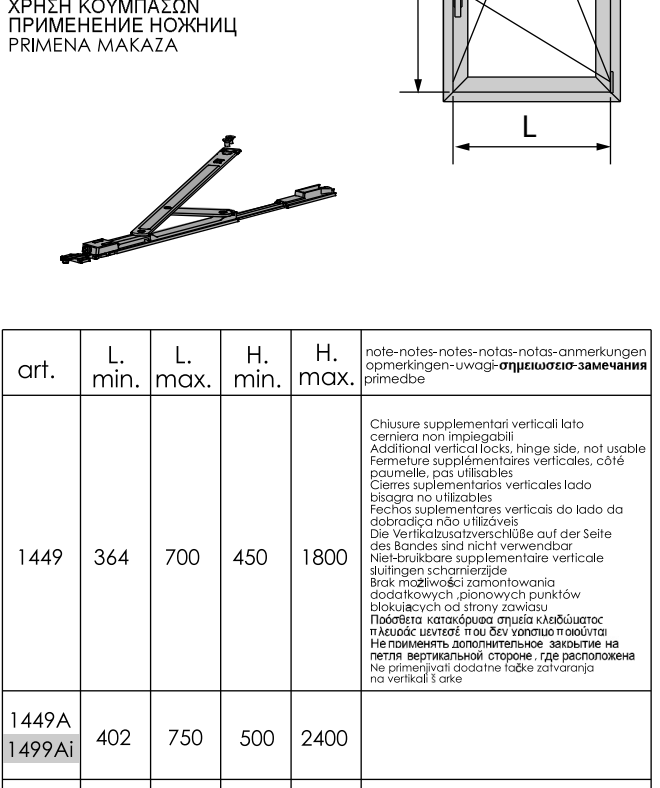 ΧΡΗΣΗ ΚΟΥΜΠΑΣΩΝ
ПРИМЕНЕНИЕ НОЖНИЦ
PRIMENA MAKAZA
L
art.
L. min.
L. max.
H. min.
H. max.
note-notes-notes-notas-notas-anmerkungen
opmerkingen-uwagi-σημειωσεισ-замечания
primedbe
1449
364
700
450
1800
Chiusure supplementari verticali lato
cerniera non impiegabili
Additional vertical locks, hinge side, not usable
Fermeture supplémentaires verticales, côté
paumelle, pas utilisables
Cierres suplementarios verticales lado
bisagra no utilizables
Fechos suplementares verticais do lado da
dobradiça não utilizáveis
Die Vertikalzusatzverschlüße auf der Seite
des Bandes sind nicht verwendbar
Niet-bruikbare supplementaire verticale
sluitingen scharnierzijde
Brak możliwości zamontowania
dodatkowych ,pionowych punktów
blokujących od strony zawiasu
Πρόσθετα κατακόρυφα σημεία κλειδώματος
πλευράς μεντεσέ που δεν χρησιμοποιούνται
Не применять дополнительное закрытие на
петля вертикальной стороне, где расположена
Ne primenjivati dodatne tačke zatvaranja
na vertikali š arke
1449A
1499Ai
402
750
500
2400